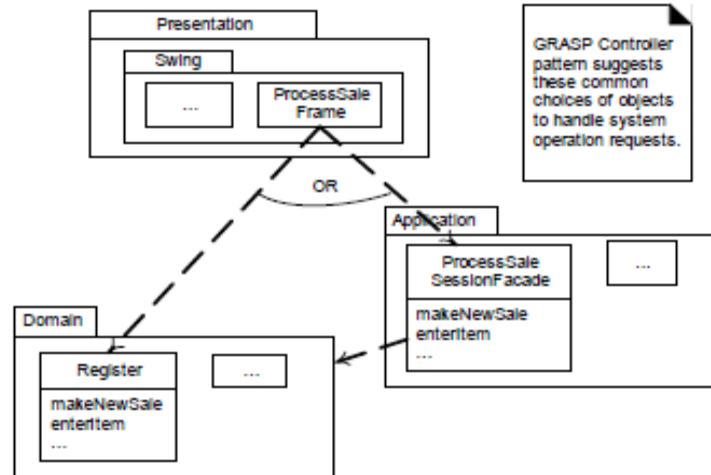 Presentation
Swing
...
ProcessSale
Frame
GRASP Controller
pattern suggests
these common
choices of objects
to handle system
operation requests.
OR
Application
ProcessSale
SessionFacade
makeNewSale
enterItem
...
...
Domain
Register
makeNewSale
enterItem
...
...